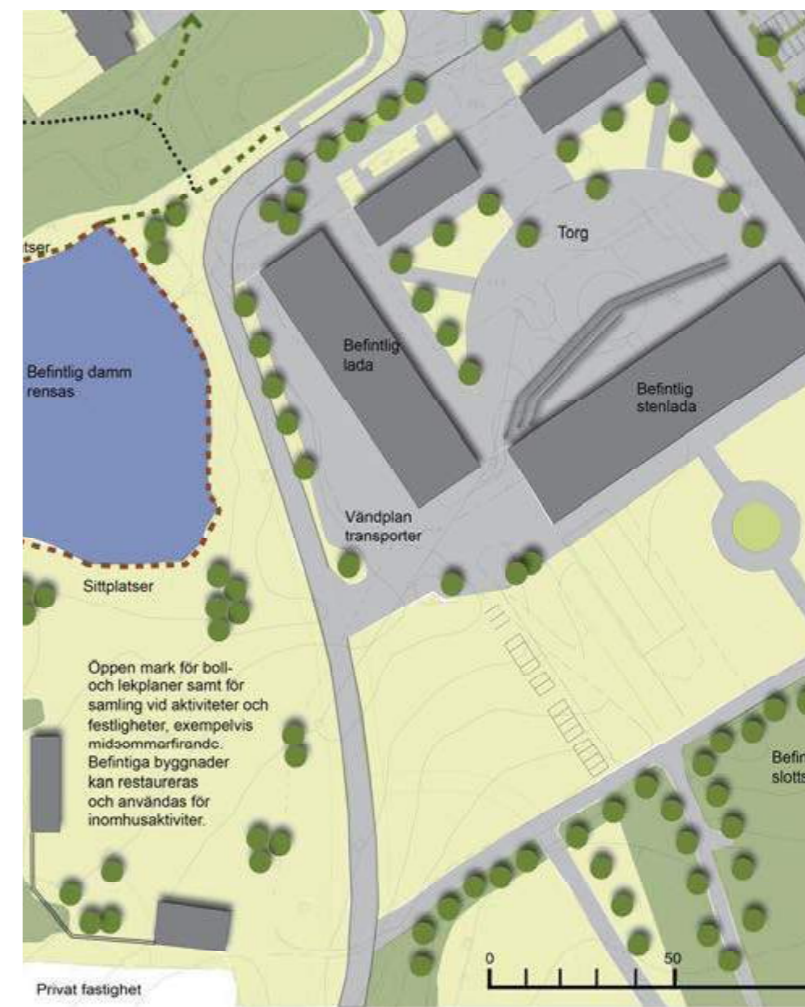 Torg
tser
Befintlig
lada
Befintlig damm
rensas
Befintlig
stenlada
Vändplan
transporter
Sittplatser
Öppen mark för boll-
och lekplaner samt för
samling vid aktiviteter och
festligheter, exempelvis
midsommarfirande.
Befintiga byggnader
kan restaureras
och användas för
inomhusaktiviter.
Befin
slotts
0 50
Privat fastighet